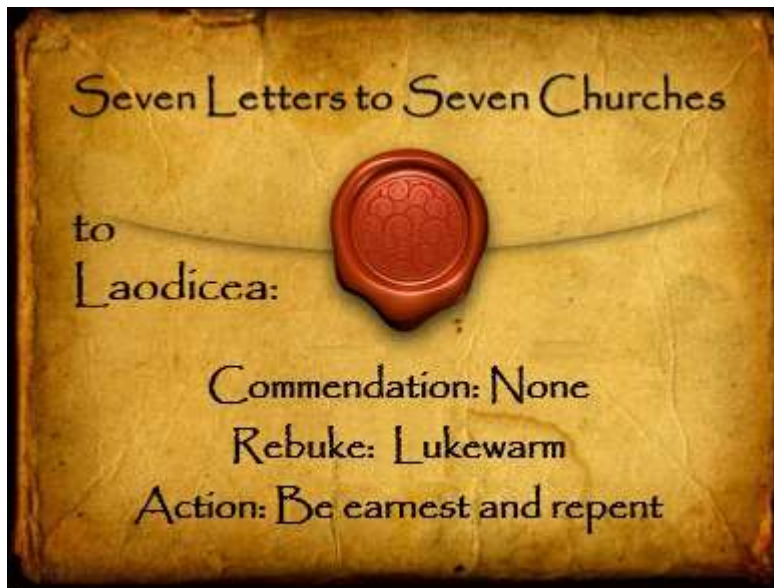 Seven Letters to Seven Churches
to
Laodicea:
Commendation: None
Rebuke: Lukewarm
Action: Be earnest and repent